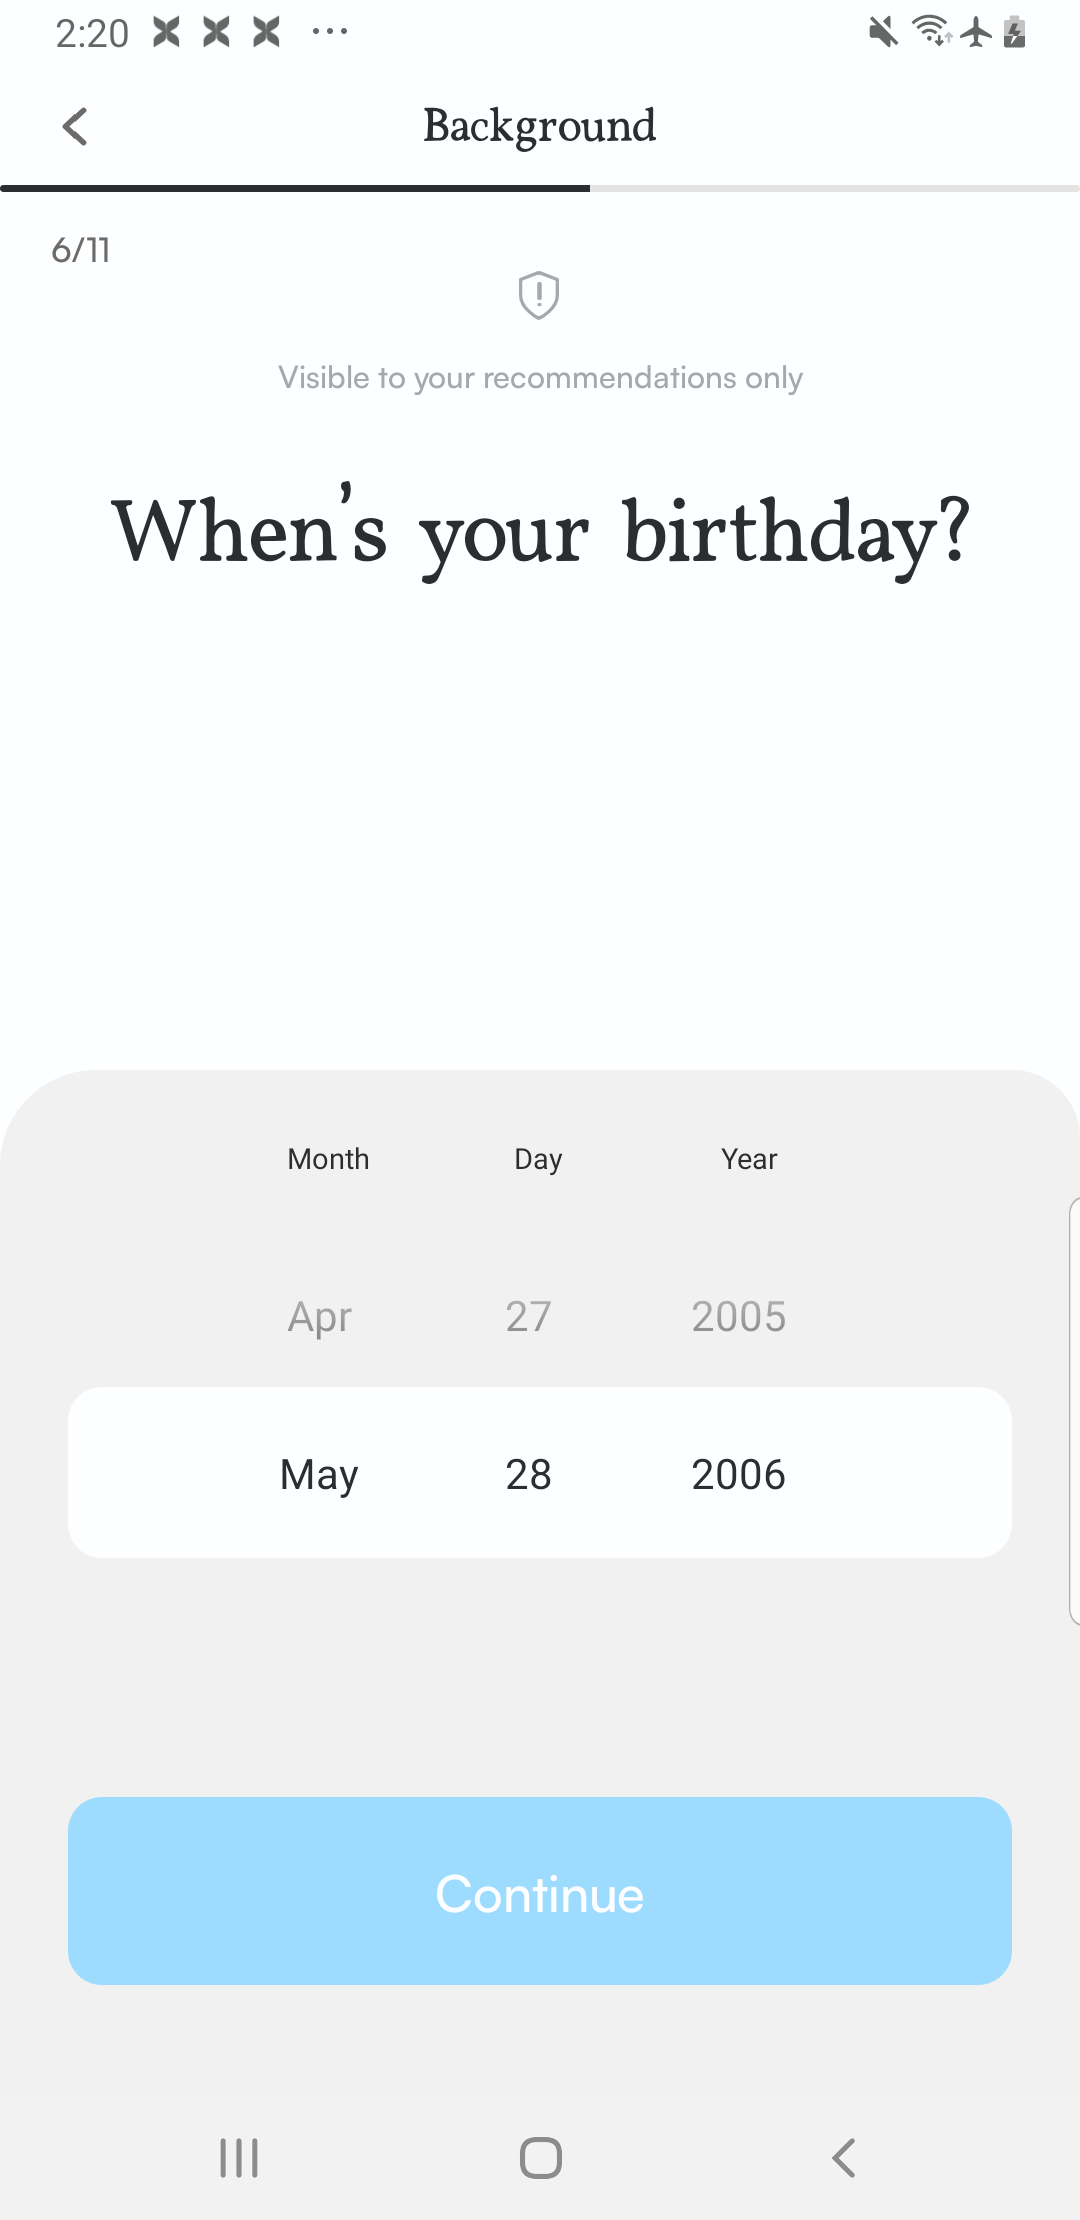 2:20
Background
6/11
Visible to your recommendations only
When's your birthday?
Month Day Year
Apr 27 2005
May 28 2006
Continue